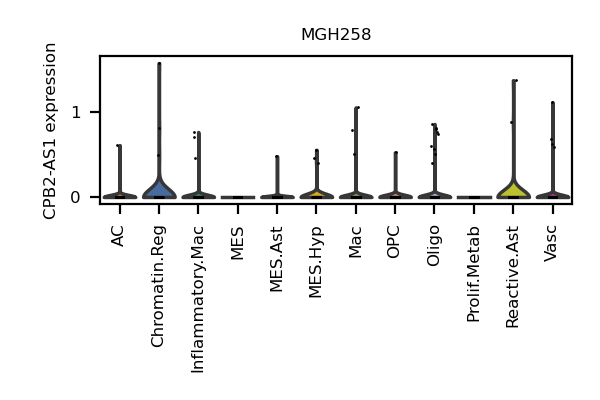 MGH258
CPB2-AS1 expression
1
0
AC
Chromatin.Reg
Inflammatory.Mac
MES
MES.Ast
MES.Hyp
Mac
OPC
Oligo
Prolif.Metab
Reactive.Ast
Vasc